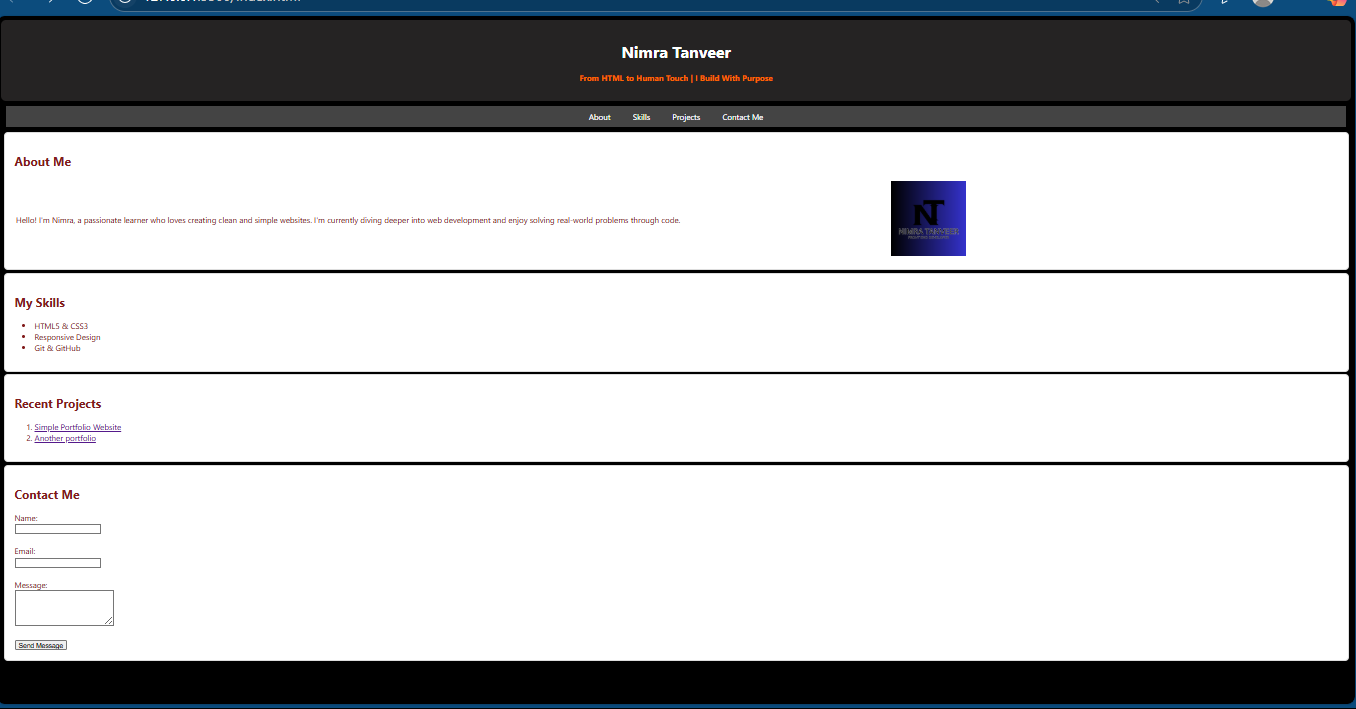 Nimra Tanveer
From HTML to Human Touch | I Build With Purpose
About Skills Projects Contact Me
About Me
Hello! I'm Nimra, a passionate learner who loves creating clean and simple websites. I'm currently diving deeper into web development and enjoy solving real-world problems through code.
NT
NIMRA TANVEER
My Skills
• HTML5 & CSS3
• Responsive Design
• Git & GitHub
Recent Projects
1. Simple Portfolio Website
2. Another portfolio
Contact Me
Name:
Email:
Message:
Send Message